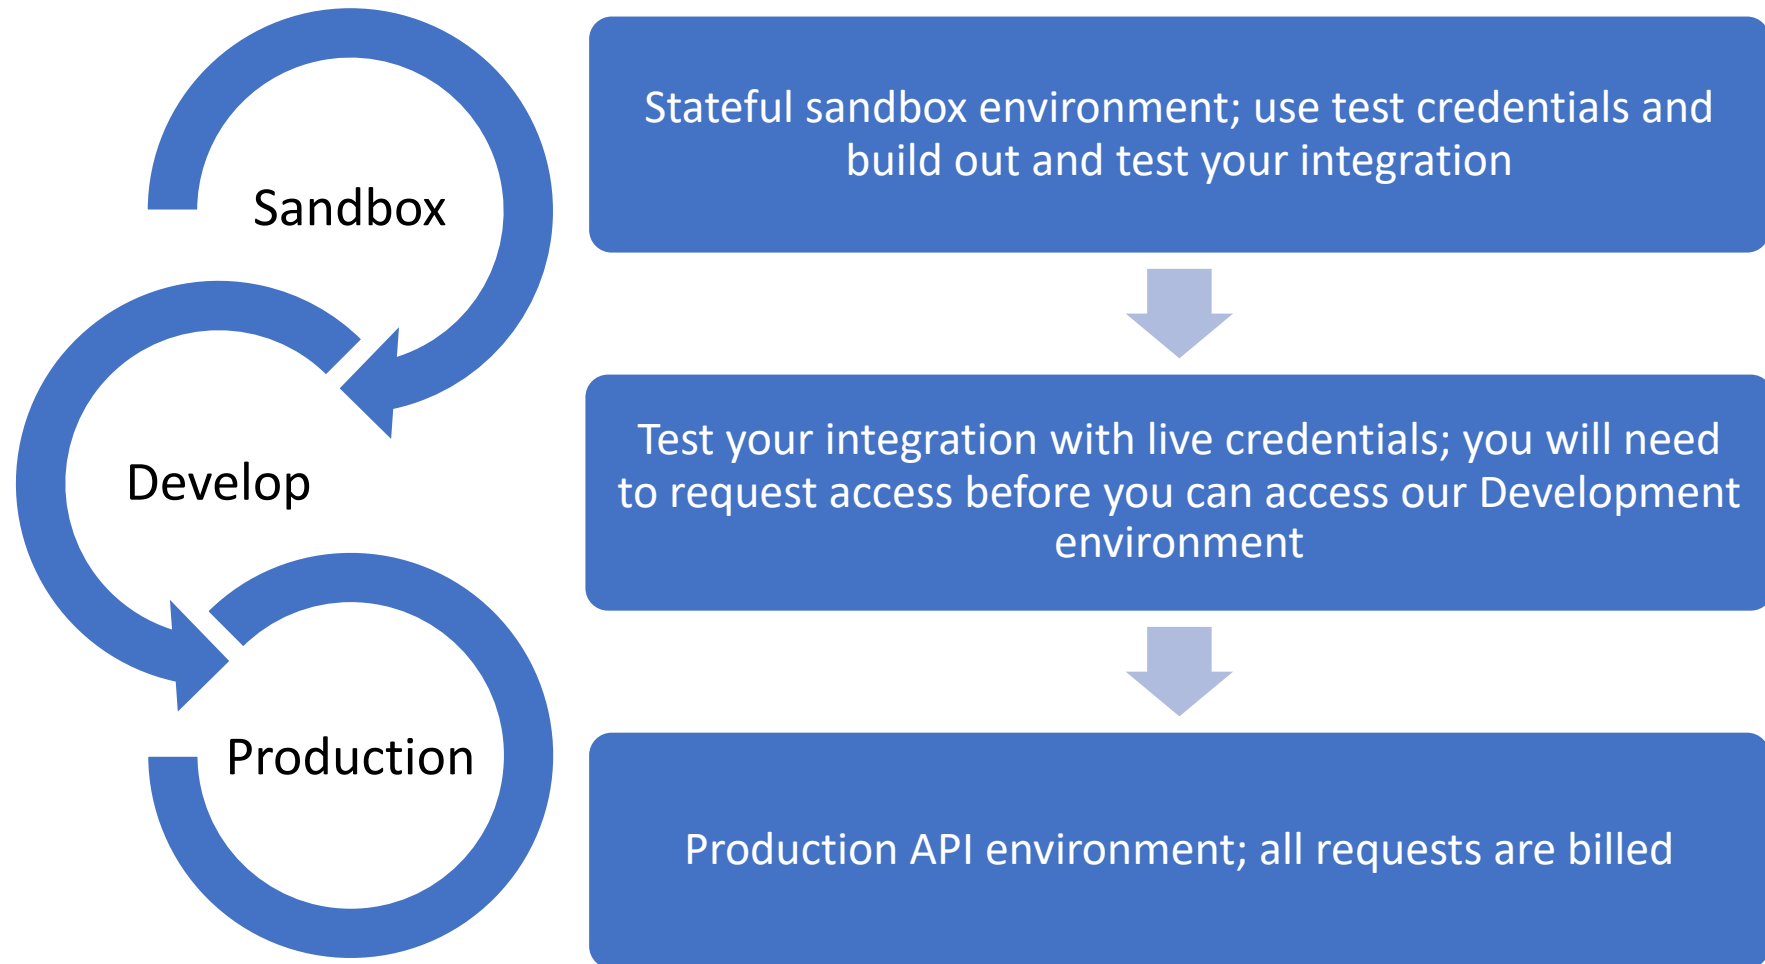 Sandbox
Stateful sandbox environment; use test credentials and
build out and test your integration
Develop
Test your integration with live credentials; you will need
to request access before you can access our Development
environment
Production
Production API environment; all requests are billed